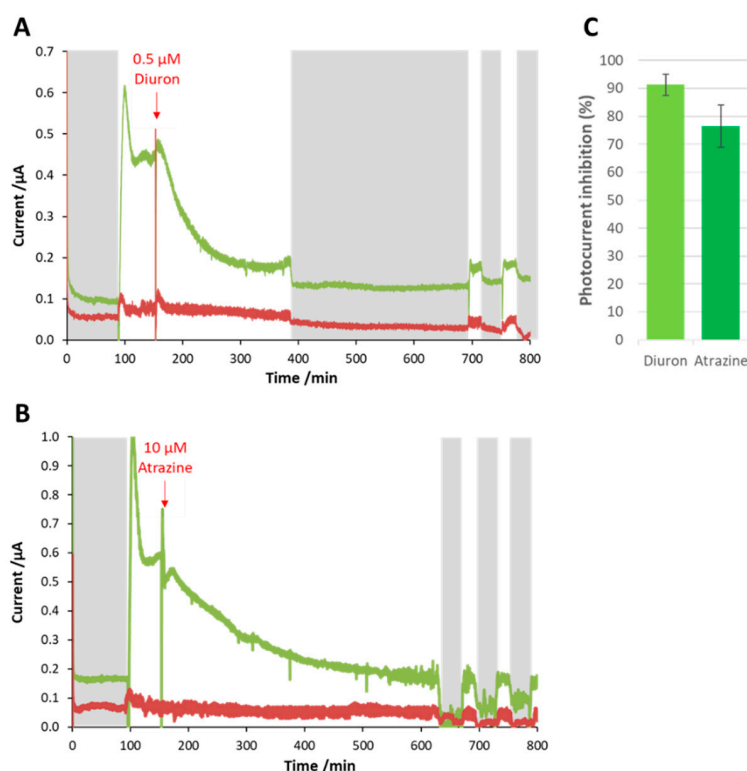 A
0.7
0.6
0.5
0.4
0.3
0.2
0.1
0.0
Current /µA
0.5 µM
Diuron
0 100 200 300 400 500 600 700 800
Time /min
C
100
90
80
70
60
50
40
30
20
10
0
Photocurrent inhibition (%)
Diuron Atrazine
B
1.0
0.9
0.8
0.7
0.6
0.5
0.4
0.3
0.2
0.1
0.0
Current/µA
10 µM
Atrazine
0 100 200 300 400 500 600 700 800
Time /min